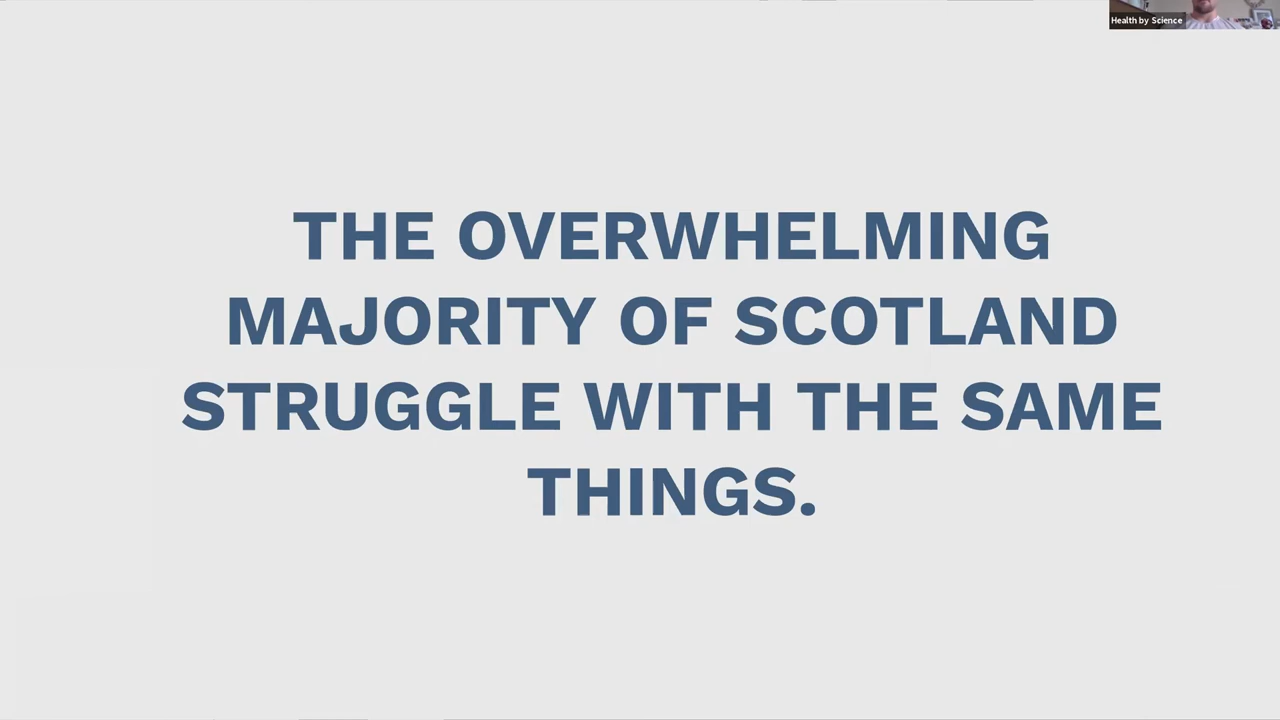 Health by Science
THE OVERWHELMING
MAJORITY OF SCOTLAND
STRUGGLE WITH THE SAME
THINGS.